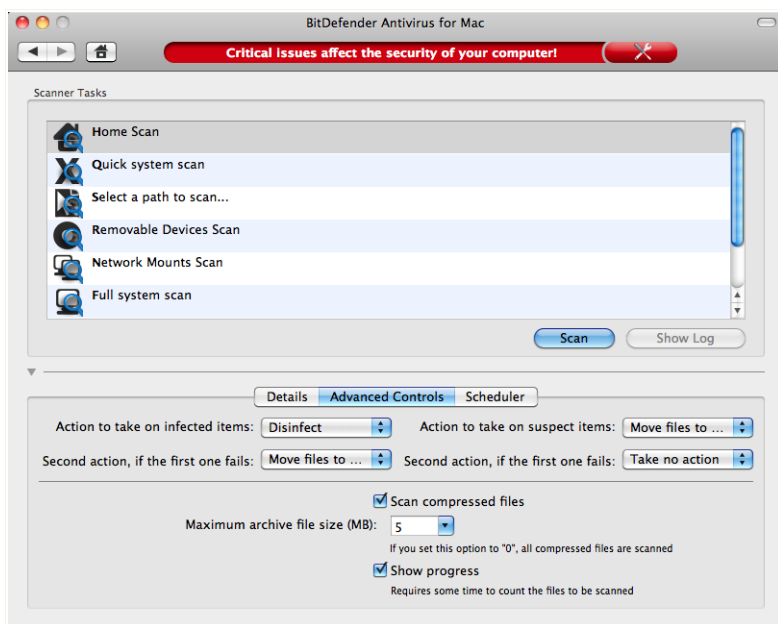 BitDefender Antivirus for Mac
Critical issues affect the security of your computer!
Scanner Tasks
Home Scan
Quick system scan
Select a path to scan...
Removable Devices Scan
Network Mounts Scan
Full system scan
Scan Show Log
Details Advanced Controls Scheduler
Action to take on infected items: Disinfect Action to take on suspect items: Move files to ...
Second action, if the first one fails: Move files to ... Second action, if the first one fails: Take no action
Scan compressed files
Maximum archive file size (MB): 5
If you set this option to "0", all compressed files are scanned
Show progress
Requires some time to count the files to be scanned